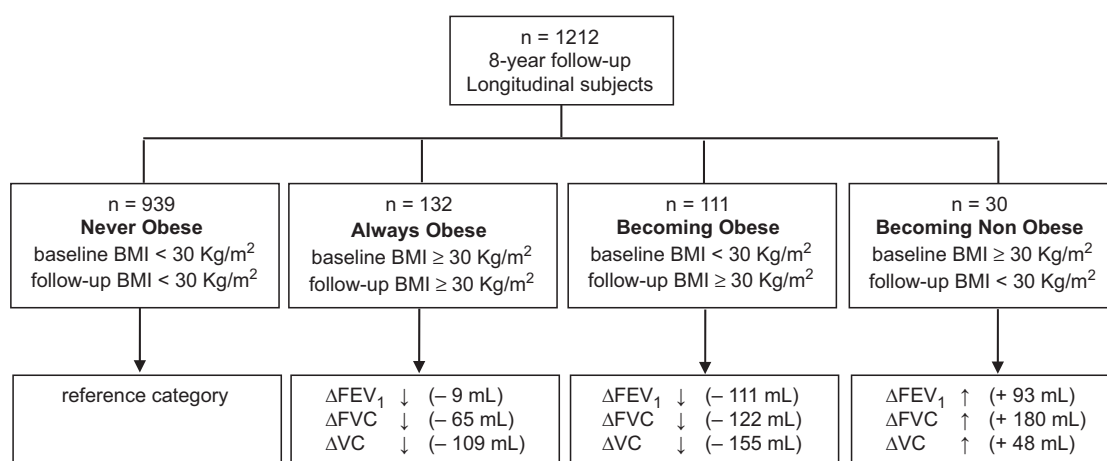 n = 1212
8-year follow-up
Longitudinal subjects
n = 939
Never Obese
baseline BMI < 30 Kg/m²
follow-up BMI < 30 Kg/m²
n = 132
Always Obese
baseline BMI ≥ 30 Kg/m²
follow-up BMI ≥ 30 Kg/m²
n = 111
Becoming Obese
baseline BMI < 30 Kg/m²
follow-up BMI ≥ 30 Kg/m²
n = 30
Becoming Non Obese
baseline BMI ≥ 30 Kg/m²
follow-up BMI < 30 Kg/m²
reference category
ΔFEV₁ ↓ (– 9 mL)
ΔFVC ↓ (– 65 mL)
ΔVC ↓ (– 109 mL)
ΔFEV₁ ↓ (– 111 mL)
ΔFVC ↓ (– 122 mL)
ΔVC ↓ (– 155 mL)
ΔFEV₁ ↑ (+ 93 mL)
ΔFVC ↑ (+ 180 mL)
ΔVC ↑ (+ 48 mL)